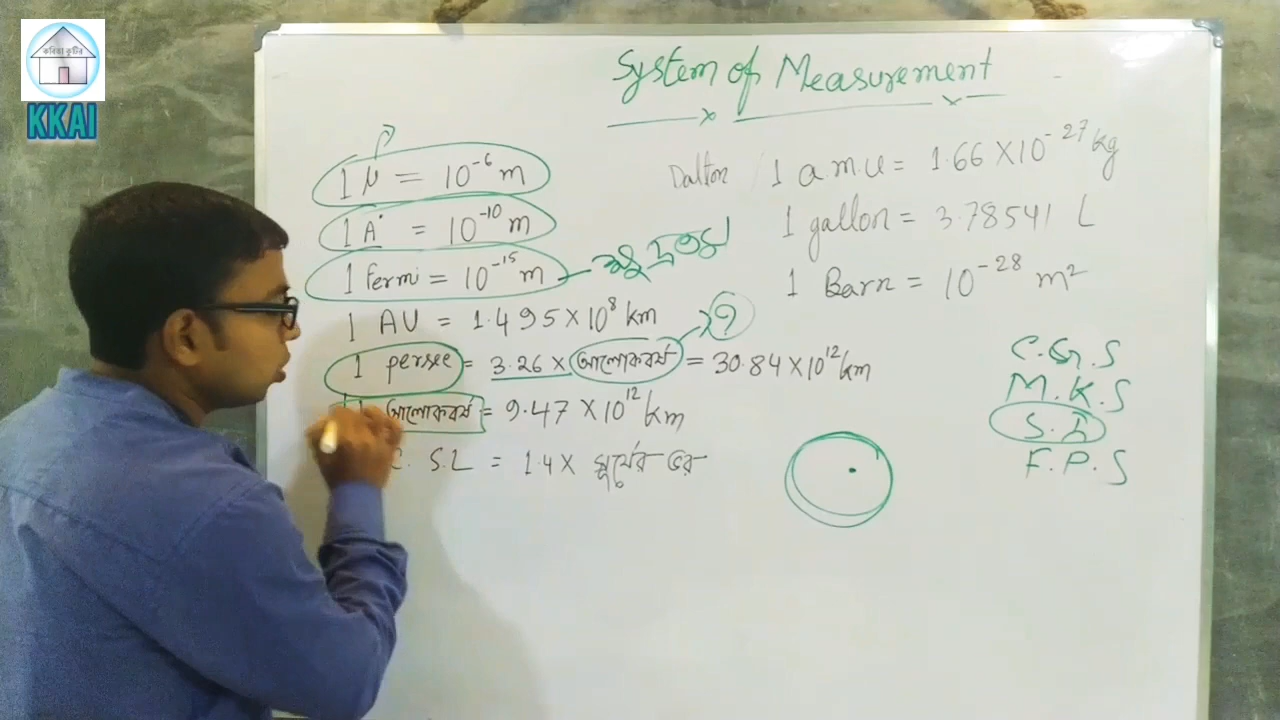 কবিতা কুটির
KKAI
System of Measurement
1 μ = 10⁻⁶ m
1 A° = 10⁻¹⁰ m
1 Fermi = 10⁻¹⁵ m
1 AU = 1.495 × 10⁸ km
1 persec = 3.26 × আলোকবর্ষ = 30.84 × 10¹² km
1 আলোকবর্ষ = 9.47 × 10¹² km
C. S.L = 1.4 × সূর্যের ভর
Dalton / 1 a.m.u = 1.66 × 10⁻²⁷ kg
1 gallon = 3.78541 L
1 Barn = 10⁻²⁸ m²
C.G.S
M.K.S
S.I
F.P.S